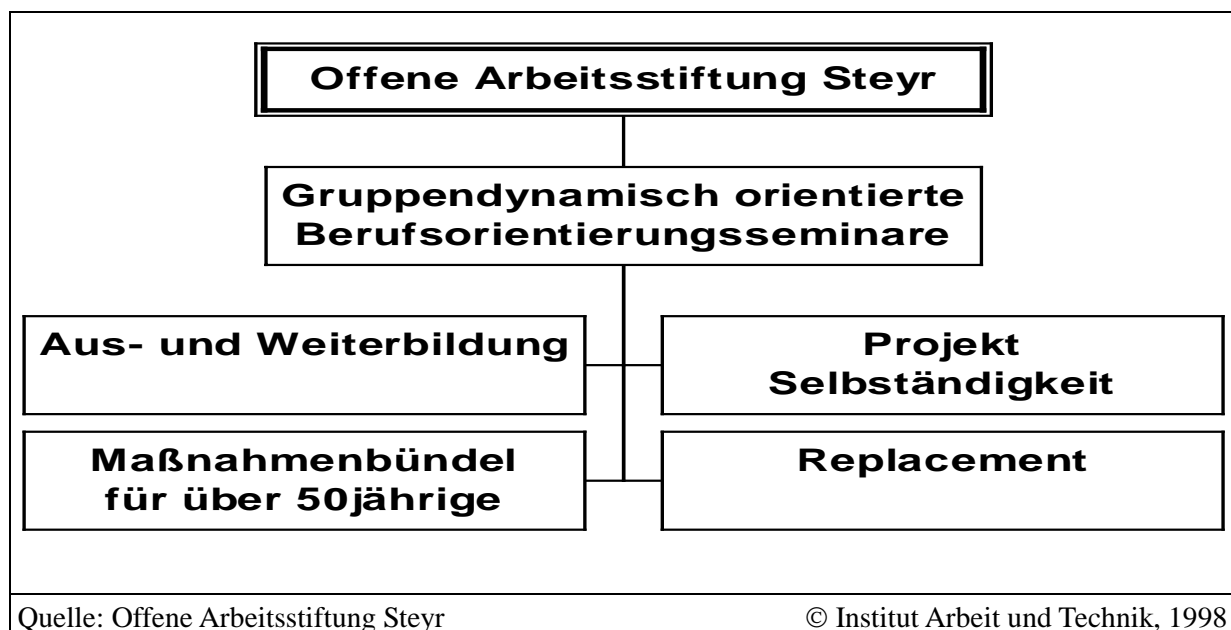 Offene Arbeitsstiftung Steyr
Gruppendynamisch orientierte
Berufsorientierungsseminare
Aus- und Weiterbildung
Projekt
Selbständigkeit
Maßnahmenbündel
für über 50jährige
Replacement
Quelle: Offene Arbeitsstiftung Steyr
© Institut Arbeit und Technik, 1998